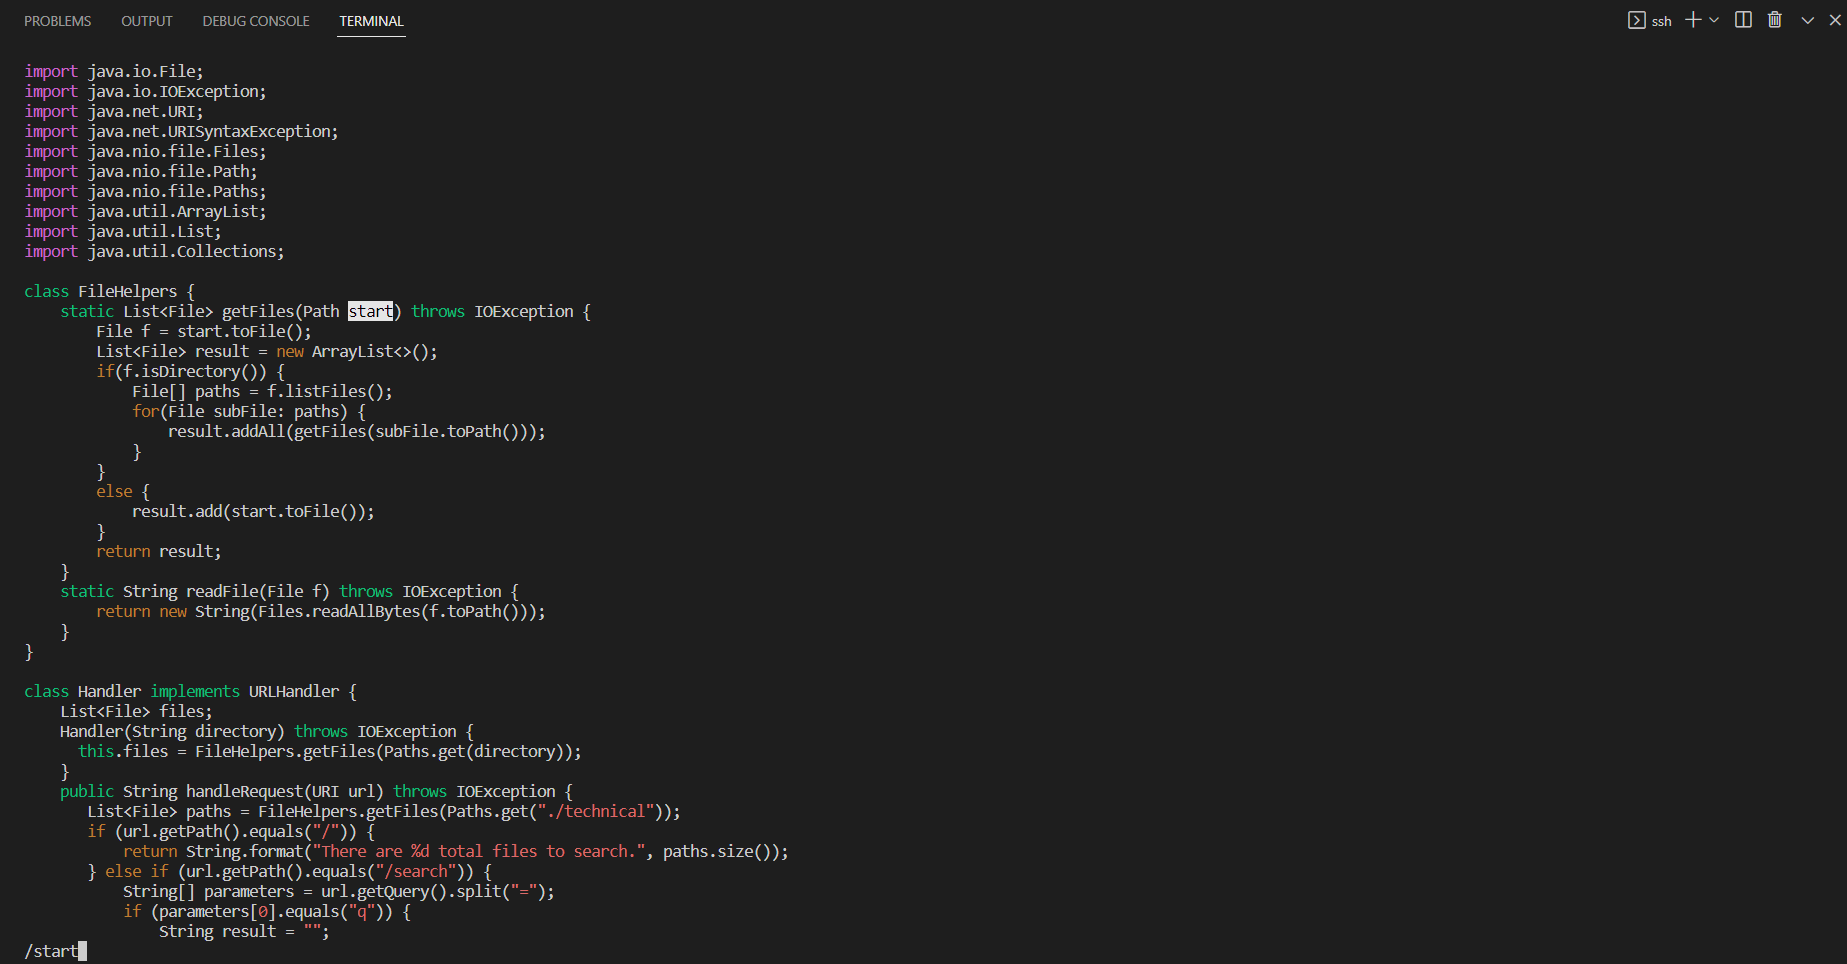 PROBLEMS OUTPUT DEBUG CONSOLE TERMINAL ssh
import java.io.File;
import java.io.IOException;
import java.net.URI;
import java.net.URISyntaxException;
import java.nio.file.Files;
import java.nio.file.Path;
import java.nio.file.Paths;
import java.util.ArrayList;
import java.util.List;
import java.util.Collections;

class FileHelpers {
    static List<File> getFiles(Path start) throws IOException {
        File f = start.toFile();
        List<File> result = new ArrayList<>();
        if(f.isDirectory()) {
            File[] paths = f.listFiles();
            for(File subFile: paths) {
                result.addAll(getFiles(subFile.toPath()));
            }
        }
        else {
            result.add(start.toFile());
        }
        return result;
    }
    static String readFile(File f) throws IOException {
        return new String(Files.readAllBytes(f.toPath()));
    }
}

class Handler implements URLHandler {
    List<File> files;
    Handler(String directory) throws IOException {
      this.files = FileHelpers.getFiles(Paths.get(directory));
    }
    public String handleRequest(URI url) throws IOException {
       List<File> paths = FileHelpers.getFiles(Paths.get("./technical"));
       if (url.getPath().equals("/")) {
           return String.format("There are %d total files to search.", paths.size());
       } else if (url.getPath().equals("/search")) {
           String[] parameters = url.getQuery().split("=");
           if (parameters[0].equals("q")) {
               String result = "";
/start